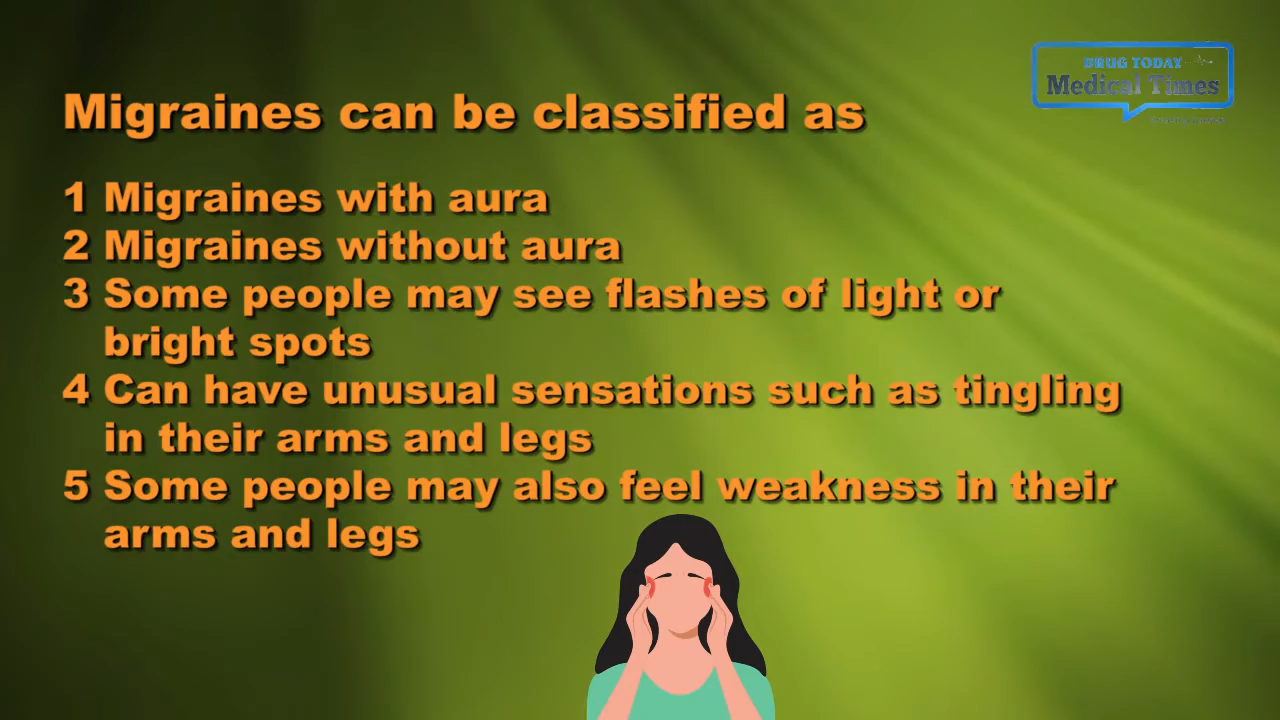 DRUG TODAY
Medical Times
Migraines can be classified as
1 Migraines with aura
2 Migraines without aura
3 Some people may see flashes of light or
bright spots
4 Can have unusual sensations such as tingling
in their arms and legs
5 Some people may also feel weakness in their
arms and legs